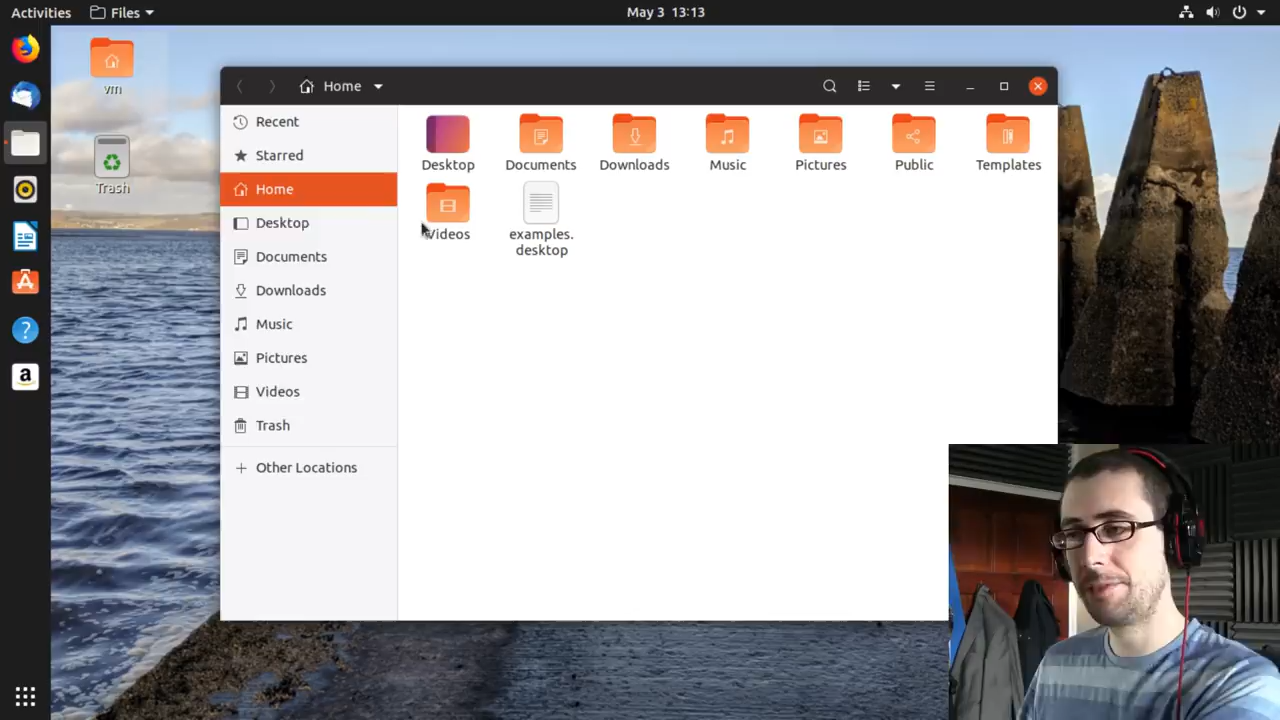 Activities
Files
May 3 13:13
vm
Trash
Home
Recent
Starred
Home
Desktop
Documents
Downloads
Music
Pictures
Videos
Trash
Other Locations
Desktop
Documents
Downloads
Music
Pictures
Public
Templates
Videos
examples.
desktop